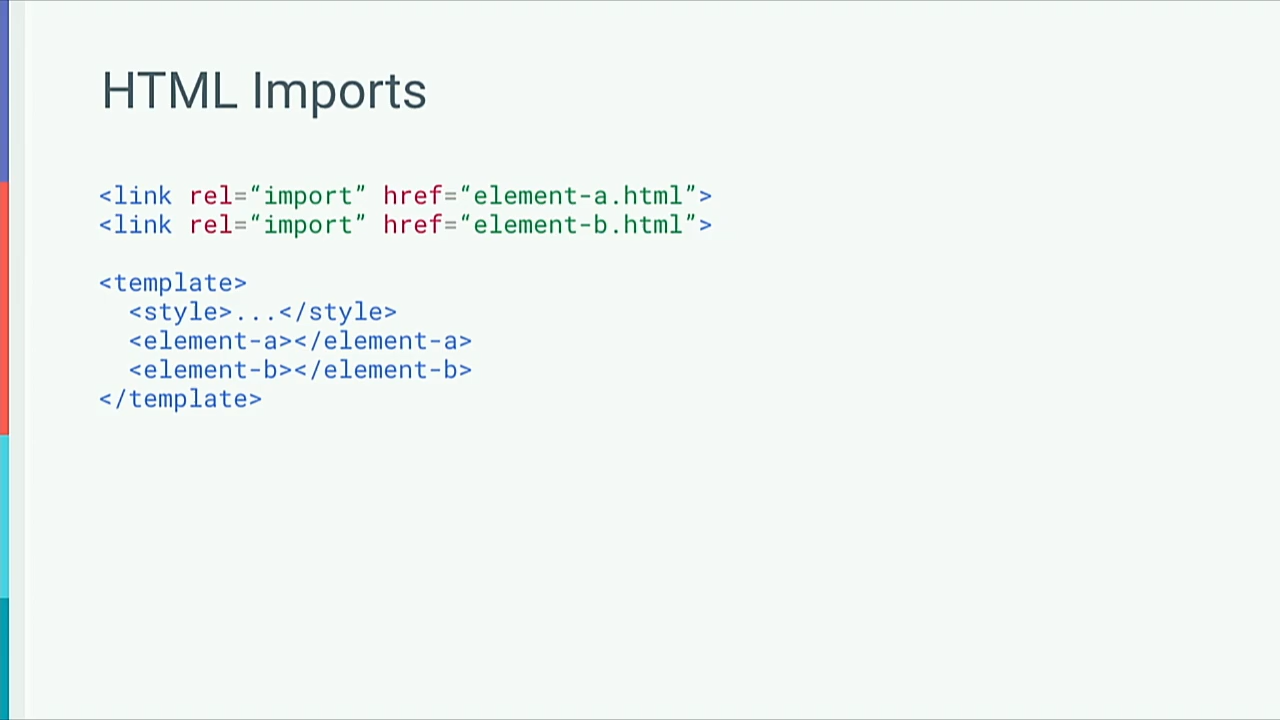 HTML Imports
<link rel=“import” href=“element-a.html”>
<link rel=“import” href=“element-b.html”>
<template>
<style>...</style>
<element-a></element-a>
<element-b></element-b>
</template>